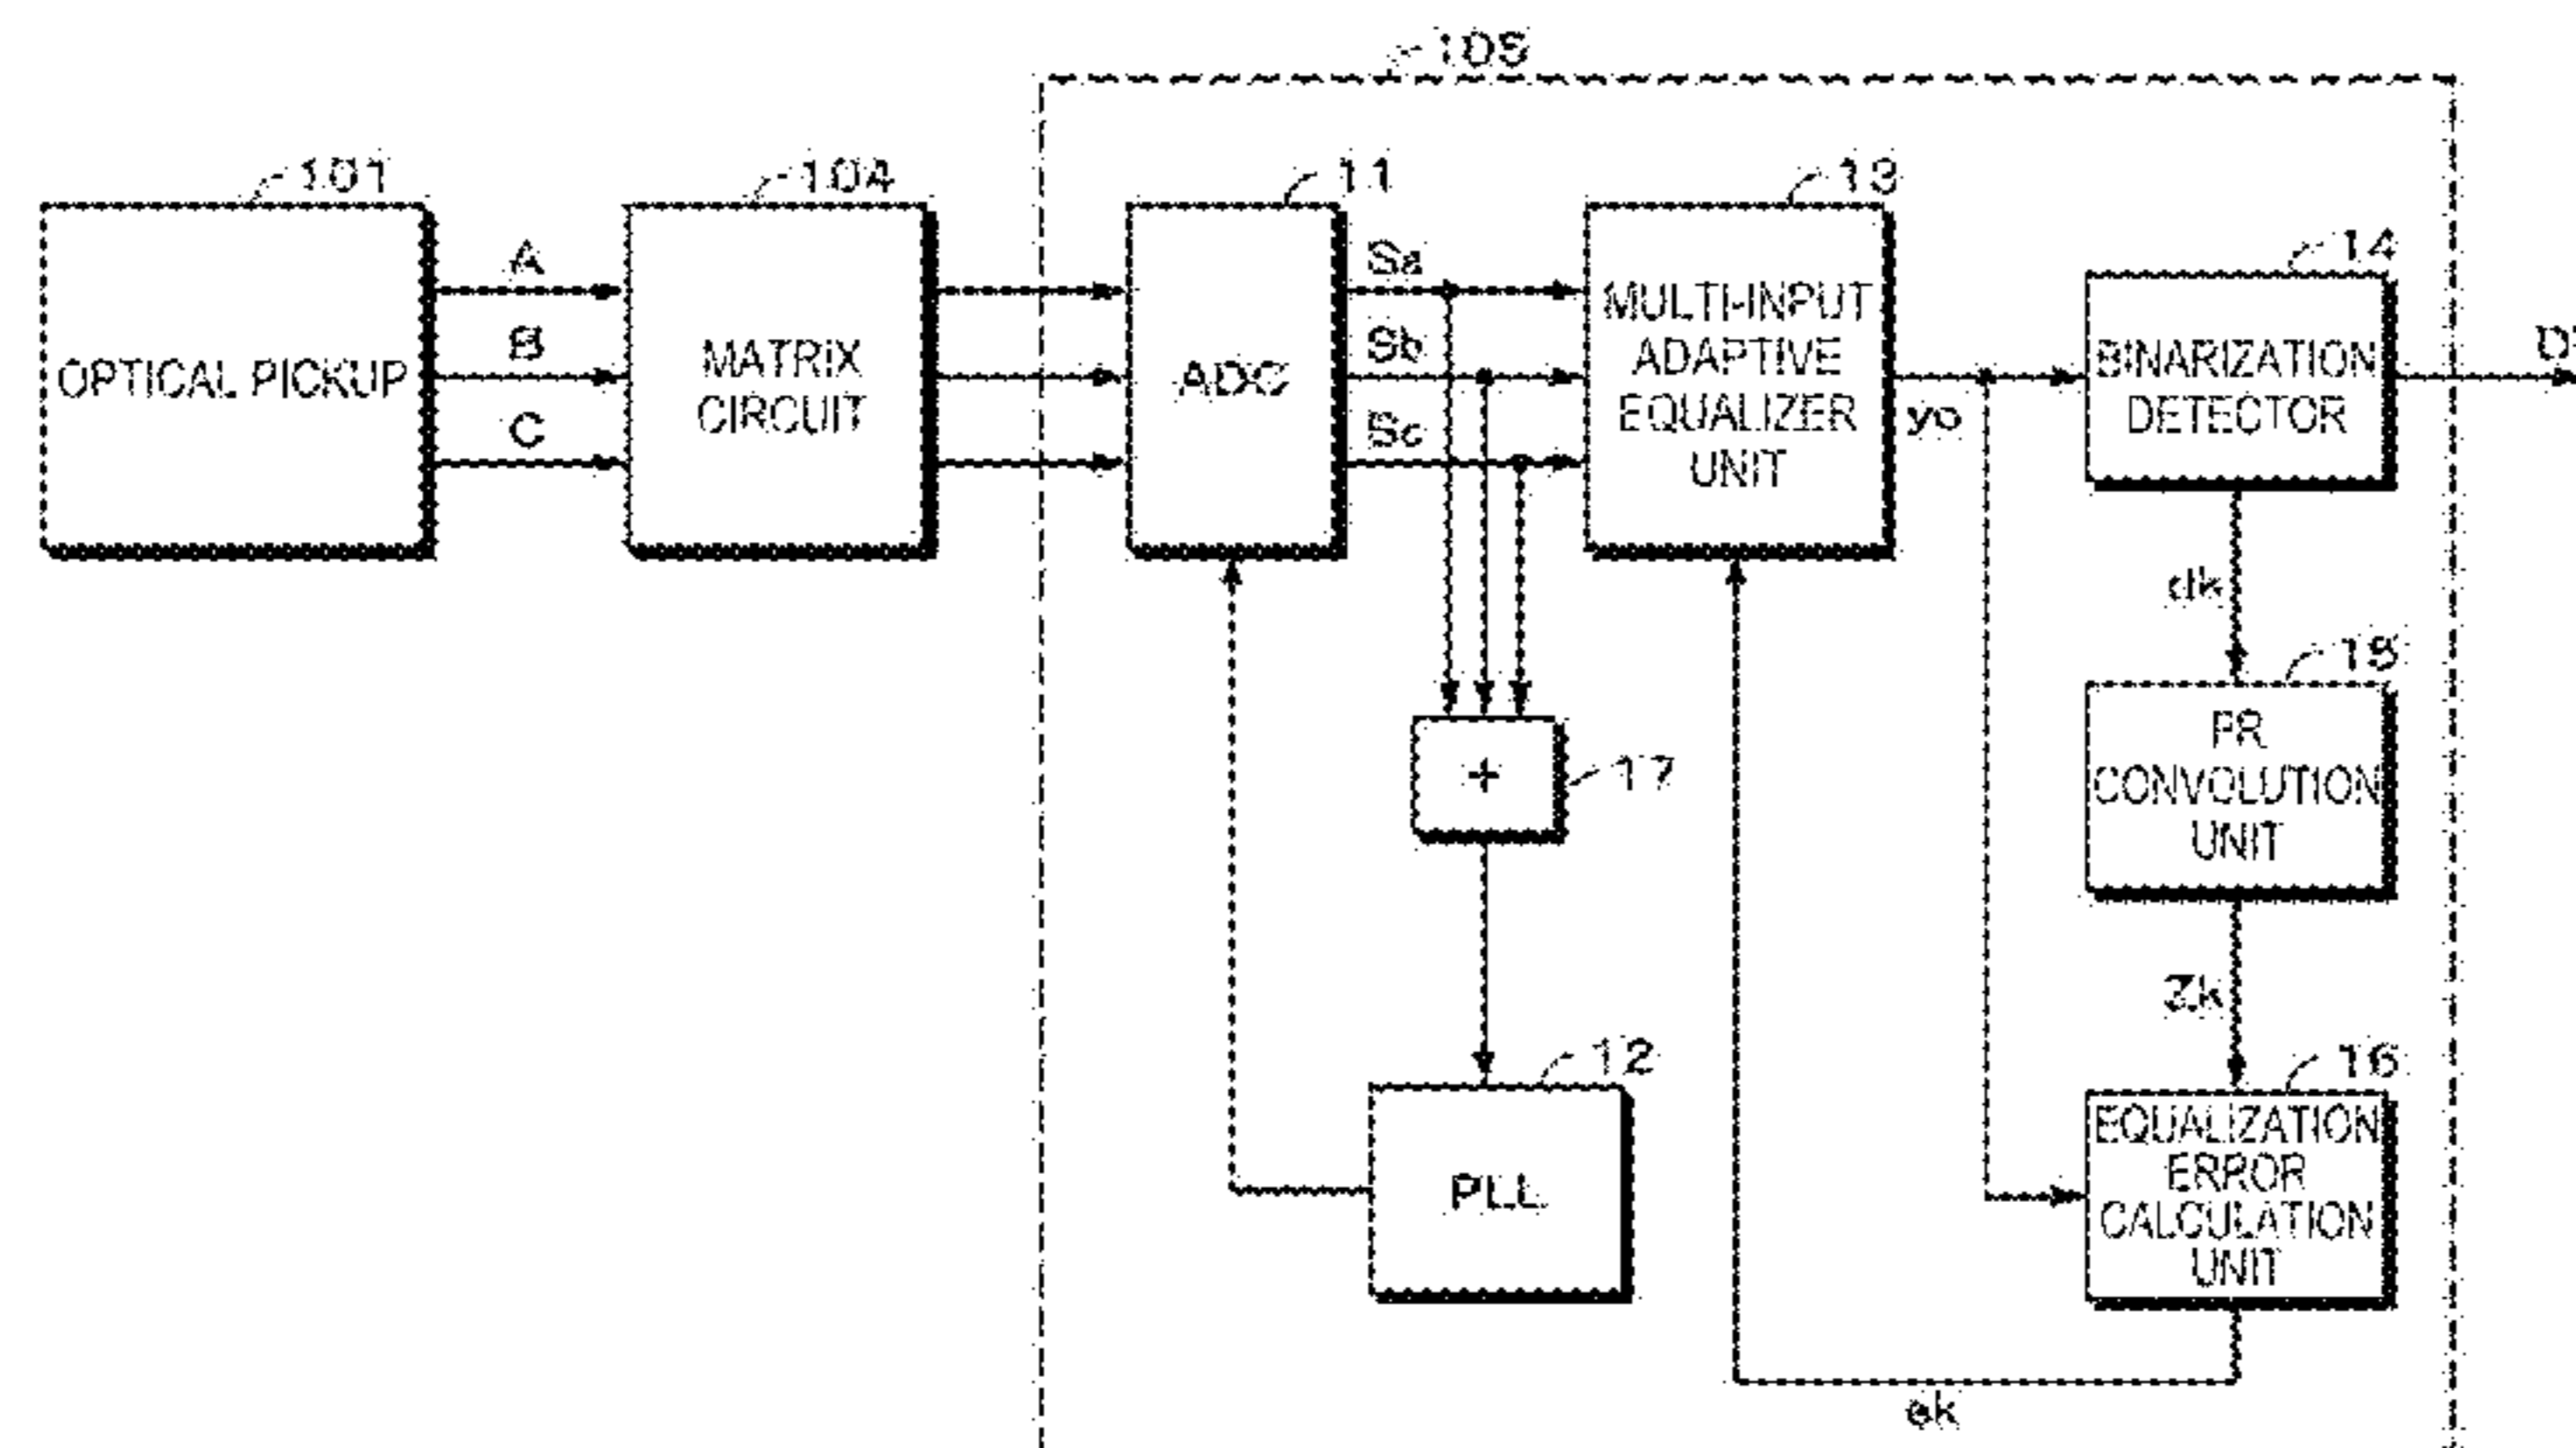 105
101
104
11
13
14
A
B
C
Sa
Sb
Sc
OPTICAL PICKUP
MATRIX
CIRCUIT
ADC
MULTI-INPUT
ADAPTIVE
EQUALIZER
UNIT
yo
BINARIZATION
DETECTOR
dk
15
PR
CONVOLUTION
UNIT
+
17
Zk
12
PLL
16
EQUALIZATION
ERROR
CALCULATION
UNIT
ek